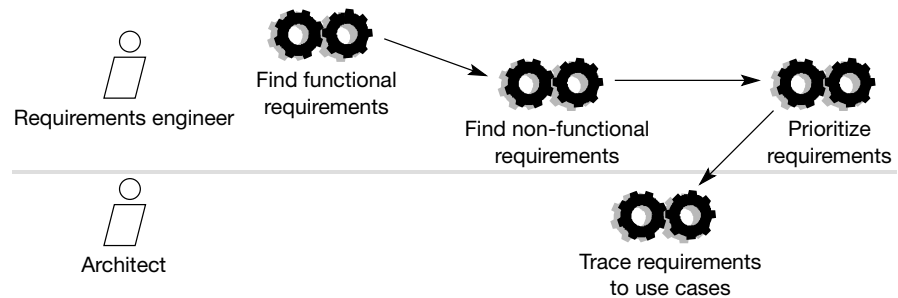 Find functional
requirements
Requirements engineer
Find non-functional
requirements
Prioritize
requirements
Architect
Trace requirements
to use cases